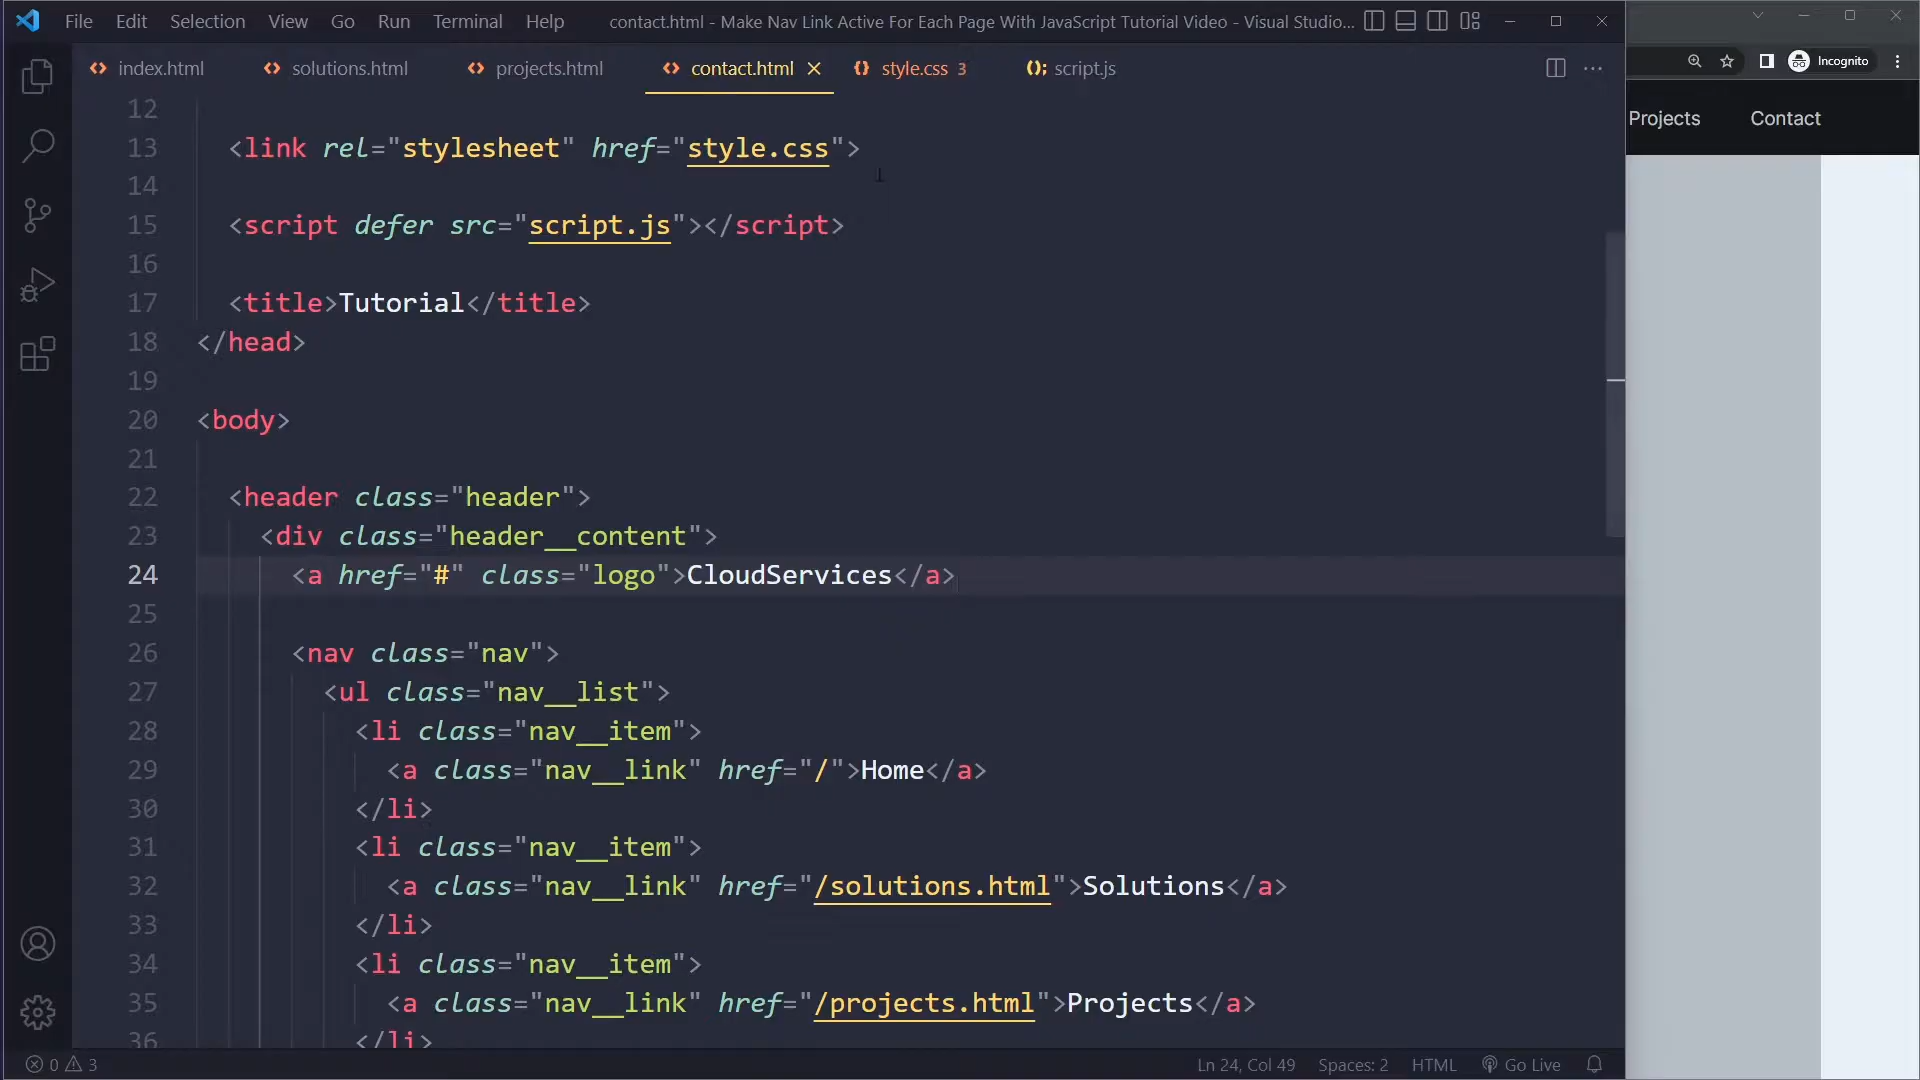 File Edit Selection View Go Run Terminal Help contact.html - Make Nav Link Active For Each Page With JavaScript Tutorial Video - Visual Studio...
index.html solutions.html projects.html contact.html style.css 3 script.js
Incognito
Projects Contact
12
13 <link rel="stylesheet" href="style.css">
14
15 <script defer src="script.js"></script>
16
17 <title>Tutorial</title>
18 </head>
19
20 <body>
21
22 <header class="header">
23 <div class="header__content">
24 <a href="#" class="logo">CloudServices</a>
25
26 <nav class="nav">
27 <ul class="nav__list">
28 <li class="nav__item">
29 <a class="nav__link" href="/">Home</a>
30 </li>
31 <li class="nav__item">
32 <a class="nav__link" href="/solutions.html">Solutions</a>
33 </li>
34 <li class="nav__item">
35 <a class="nav__link" href="/projects.html">Projects</a>
36 </li>
0 3 Ln 24, Col 49 Spaces: 2 HTML Go Live